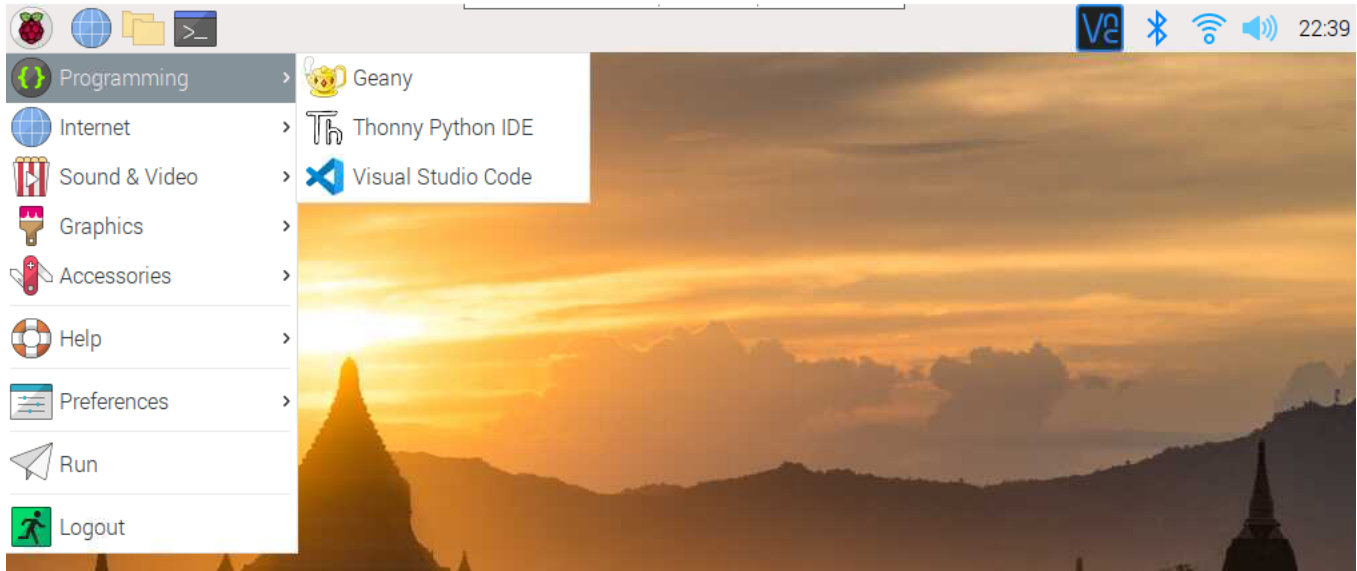 22:39
Programming
Geany
Internet
Thonny Python IDE
Sound & Video
Visual Studio Code
Graphics
Accessories
Help
Preferences
Run
Logout